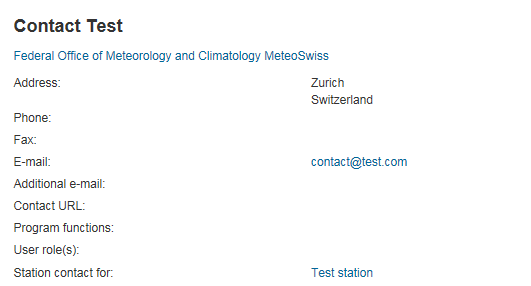 Contact Test
Federal Office of Meteorology and Climatology MeteoSwiss
Address: Zurich
Switzerland
Phone:
Fax:
E-mail: contact@test.com
Additional e-mail:
Contact URL:
Program functions:
User role(s):
Station contact for: Test station